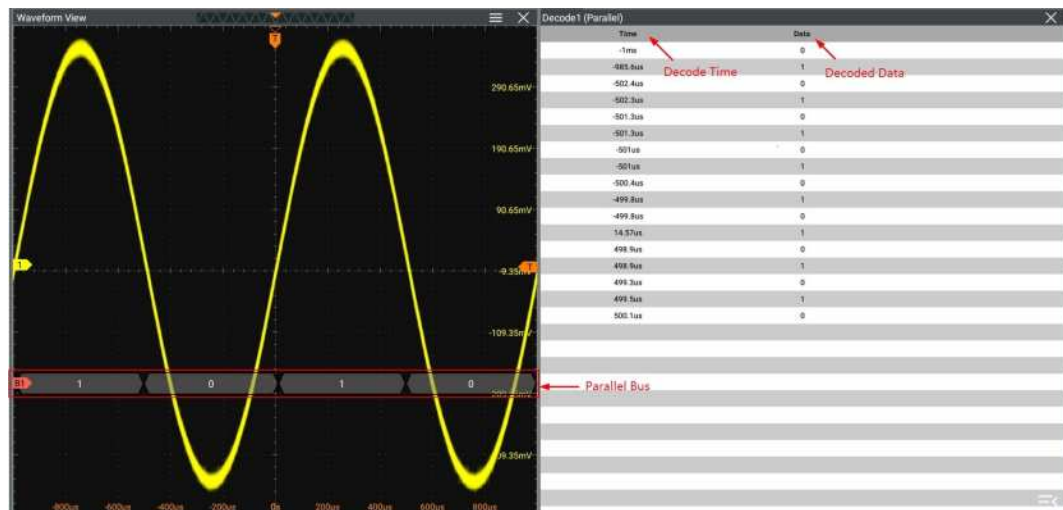 Waveform View
T
290.65mV
190.65mV
90.65mV
1
-9.35mV
T
-109.35mV
B1 1 0 1 0
-800us -600us -400us -200us 0s 200us 400us 600us 800us
Decode1 (Parallel)
Time Data
-1ms 0
Decode Time
Decoded Data
-985.6us 1
-502.4us 0
-502.3us 1
-501.3us 0
-501.3us 1
-501us 0
-501us 1
-500.4us 0
-499.8us 1
-499.8us 0
14.57us 1
498.9us 0
498.9us 1
499.3us 0
499.5us 1
500.1us 0
Parallel Bus